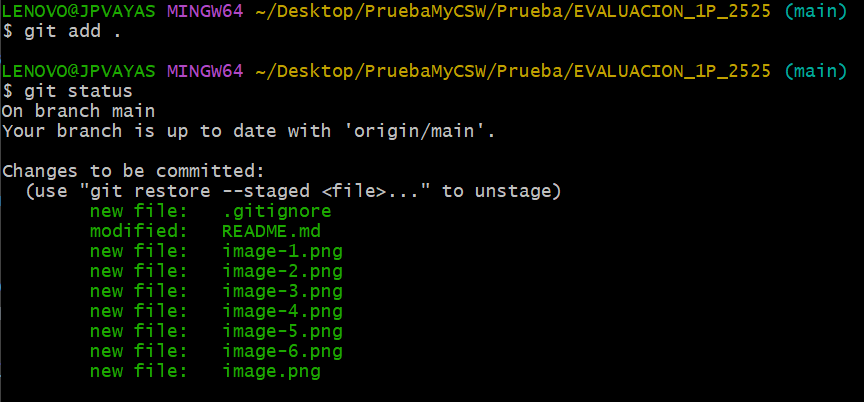 LENOVO@JPVAYAS MINGW64 ~/Desktop/PruebaMyCSW/Prueba/EVALUACION_1P_2525 (main)
$ git add .
LENOVO@JPVAYAS MINGW64 ~/Desktop/PruebaMyCSW/Prueba/EVALUACION_1P_2525 (main)
$ git status
On branch main
Your branch is up to date with 'origin/main'.
Changes to be committed:
  (use "git restore --staged <file>..." to unstage)
        new file:   .gitignore
        modified:   README.md
        new file:   image-1.png
        new file:   image-2.png
        new file:   image-3.png
        new file:   image-4.png
        new file:   image-5.png
        new file:   image-6.png
        new file:   image.png